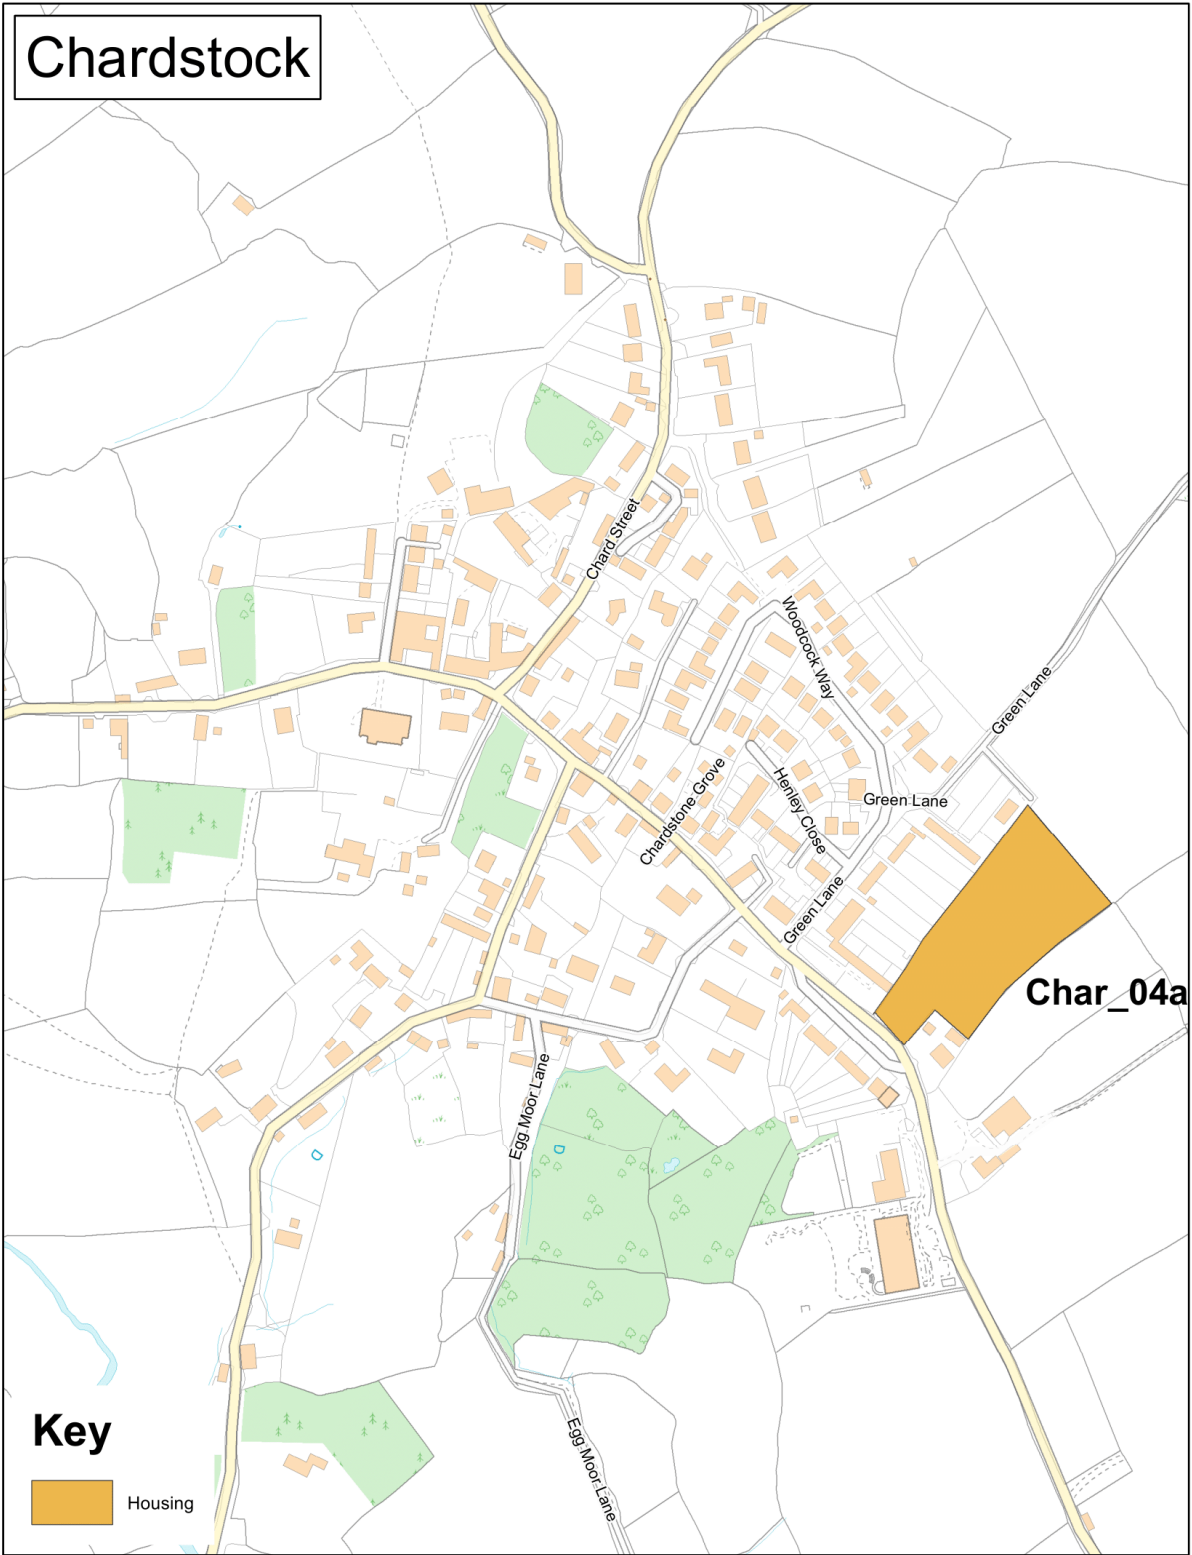 Chardstock
Chard Street
Woodcock Way
Green Lane
Chardstone Grove
Henley Close
Green Lane
Green Lane
Char_04a
Egg Moor Lane
Egg Moor Lane
Key
Housing